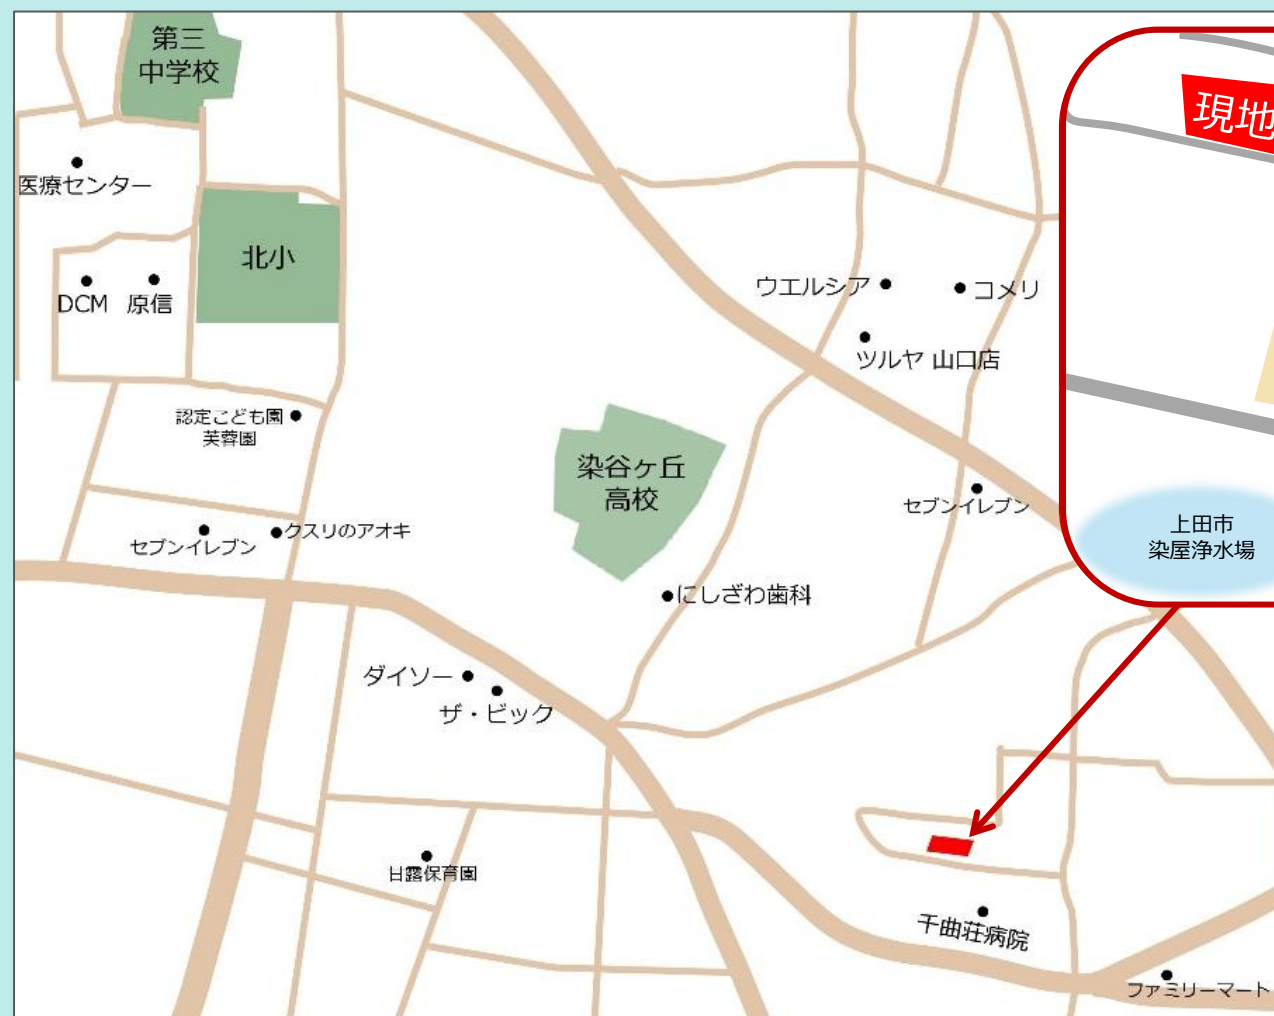 第三
中学校
現地
医療センター
北小
DCM
原信
ウエルシア
コメリ
ツルヤ 山口店
認定こども園
芙蓉園
染谷ヶ丘
高校
セブンイレブン
上田市
染屋浄水場
セブンイレブン
クスリのアオキ
にしざわ歯科
ダイソー
ザ・ビック
甘露保育園
千曲荘病院
ファミリーマート